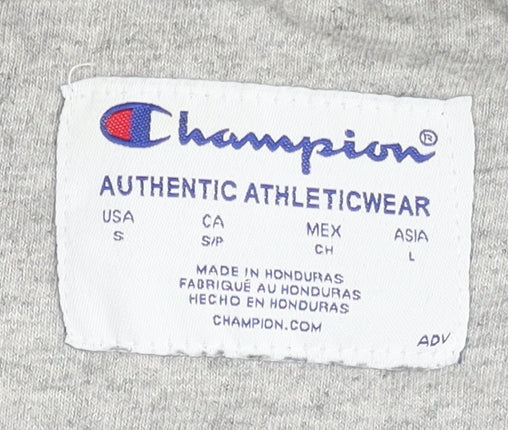 Champion®
AUTHENTIC ATHLETICWEAR
USA CA MEX ASIA
S S/P CH L
MADE IN HONDURAS
FABRIQUÉ AU HONDURAS
HECHO EN HONDURAS
CHAMPION.COM
ADV